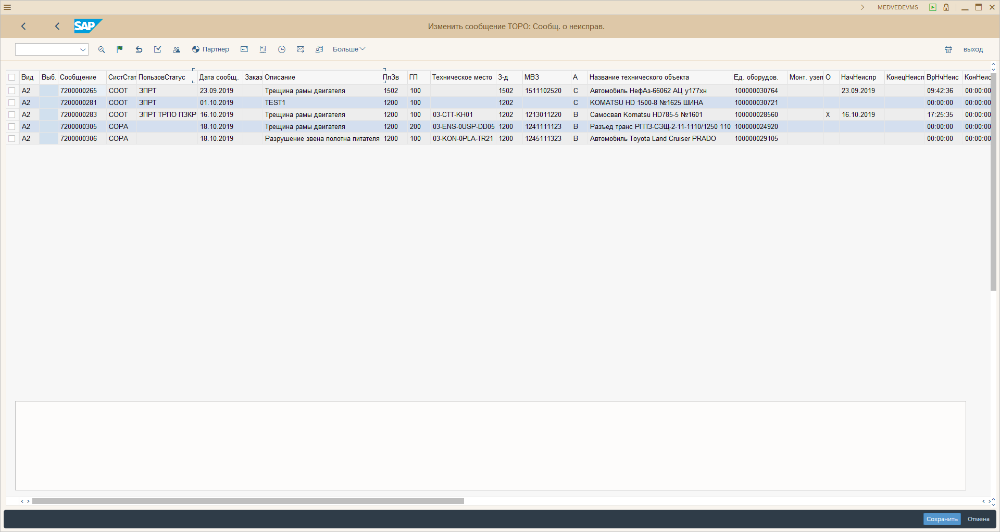 MEDVEDEVMS
SAP
Изменить сообщение ТОРО: Сообщ. о неисправ.
Партнер Больше ВЫХОД
Вид Выб. Сообщение СистСтат ПользовСтатус Дата сообщ. Заказ Описание ПлЗв ГП Техническое место З-д МВЗ A Название технического объекта Ед. оборудов. Монт. узел О НачНеиспр КонецНеисп ВрНчНеис КонНеис
A2 7200000265 СООТ ЗПРТ 23.09.2019 Трещина рамы двигателя 1502 100 1502 1511102520 C Автомобиль НефАз-66062 АЦ у177хн 100000030764 23.09.2019 09:42:36 00:00:00
A2 7200000281 СООТ ЗПРТ 01.10.2019 TEST1 1200 100 1202 C KOMATSU HD 1500-8 №1625 ШИНА 100000030721 00:00:00 00:00:00
A2 7200000283 СООТ ЗПРТ ТРПО ПЗКР 16.10.2019 Трещина рамы двигателя 1200 100 03-CTT-KH01 1202 1213011220 B Самосвал Komatsu HD785-5 №1601 100000028560 X 16.10.2019 17:25:35 00:00:00
A2 7200000305 СОРА 18.10.2019 Трещина рамы двигателя 1200 200 03-ENS-0USP-DD05 1200 1241111123 B Разъед транс РГПЗ-СЭЩ-2-11-1110/1250 110 100000024920 00:00:00 00:00:00
A2 7200000306 СОРА 18.10.2019 Разрушение звена полотна питателя 1200 100 03-KON-0PLA-TR21 1200 1245111323 B Автомобиль Toyota Land Cruiser PRADO 100000029105 00:00:00 00:00:00
Сохранить Отмена